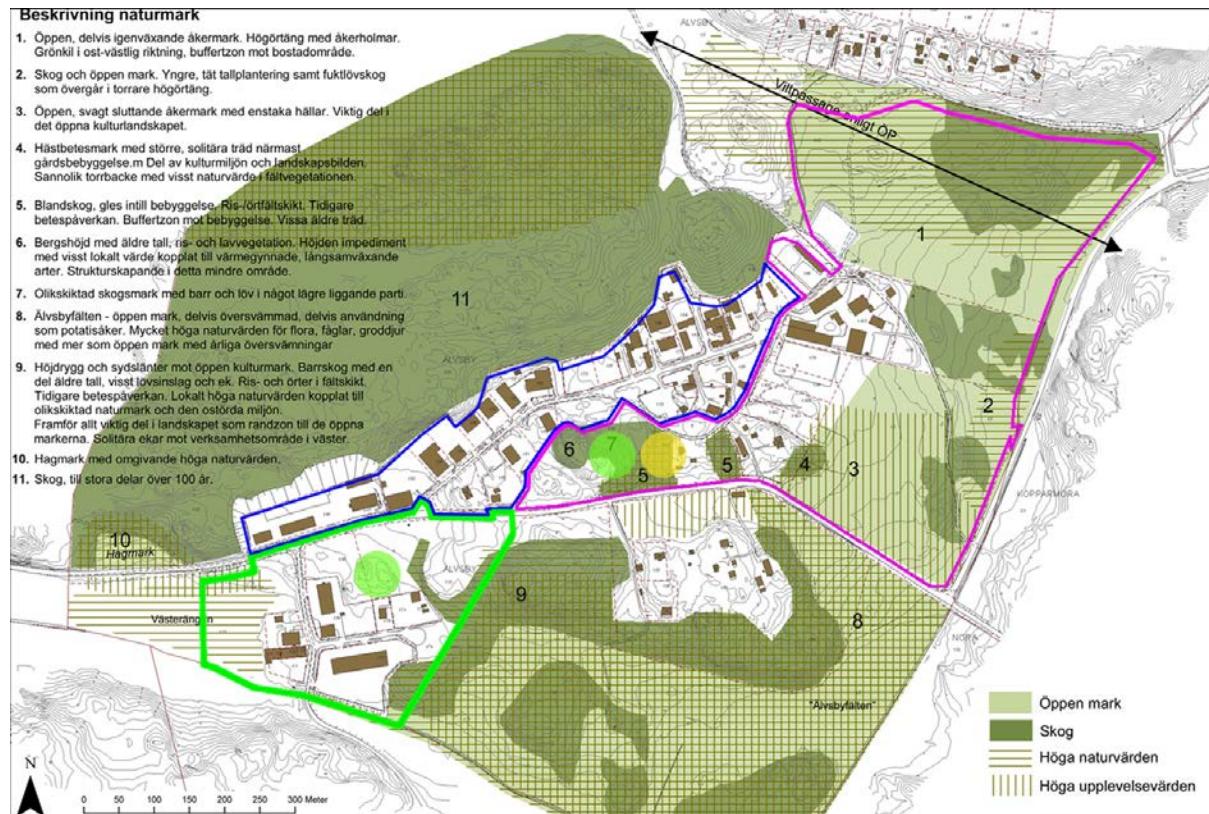 Beskrivning naturmark
1. Öppen, delvis igenväxande åkermark. Högörtäng med åkerholmar.
Grönkil i ost-västlig riktning, buffertzon mot bostadområde.
2. Skog och öppen mark. Yngre, tät tallplantering samt fuktlövskog
som övergår i torrare högörtäng.
3. Öppen, svagt sluttande åkermark med enstaka hällar. Viktig del i
det öppna kulturlandskapet.
4. Hästbetesmark med större, solitära träd närmast
gårdsbebyggelse.m Del av kulturmiljön och landskapsbilden.
Sannolik torrbacke med visst naturvärde i fältvegetationen.
5. Blandskog, gles intill bebyggelse. Ris-/örtfältskikt. Tidigare
betespåverkan. Buffertzon mot bebyggelse. Vissa äldre träd.
6. Bergshöjd med äldre tall, ris- och lavvegetation. Höjden impediment
med visst lokalt värde kopplat till värmegynnade, långsamväxande
arter. Strukturskapande i detta mindre område.
7. Olikskiktad skogsmark med barr och löv i något lägre liggande parti.
8. Älvsbyfälten - öppen mark, delvis översvämmad, delvis användning
som potatisåker. Mycket höga naturvärden för flora, fåglar, groddjur
med mer som öppen mark med årliga översvämningar
9. Höjdrygg och sydslänter mot öppen kulturmark. Barrskog med en
del äldre tall, visst lövsinslag och ek. Ris- och örter i fältskikt.
Tidigare betespåverkan. Lokalt höga naturvärden kopplat till
olikskiktad naturmark och den ostörda miljön.
Framför allt viktig del i landskapet som randzon till de öppna
markerna. Solitära ekar mot verksamhetsområde i väster.
10. Hagmark med omgivande höga naturvärden.
11. Skog, till stora delar över 100 år.
ÄLVSBY
Viltpassage enligt ÖP
1
11
ÄLVSBY
2
6
7
5
5
4
3
KOPPARMORA
10
Hagmark
ÄLVSBY
9
8
Västerängen
NORA
"Älvsbyfälten"
Öppen mark
Skog
Höga naturvärden
Höga upplevelsevärden
N
0 50 100 150 200 250 300 Meter